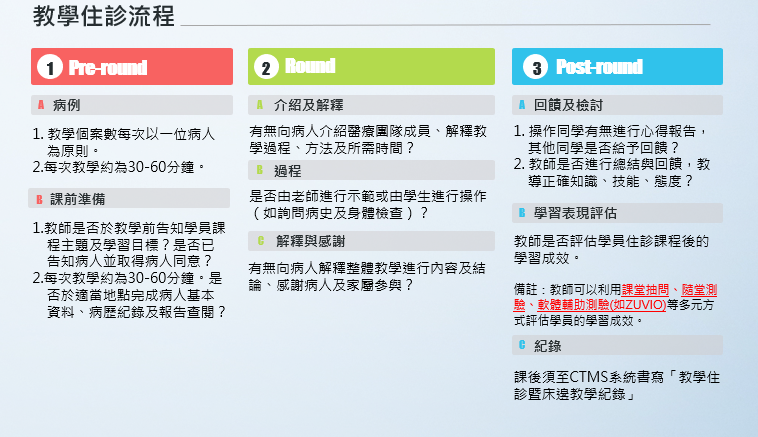 教學住診流程
1 Pre-round
A 病例
1. 教學個案數每次以一位病人
為原則。
2.每次教學約為30-60分鐘。
B 課前準備
1.教師是否於教學前告知學員課
程主題及學習目標？是否已
告知病人並取得病人同意？
2.每次教學約為30-60分鐘。是
否於適當地點完成病人基本
資料、病歷紀錄及報告查閱？
2 Round
A 介紹及解釋
有無向病人介紹醫療團隊成員、解釋教
學過程、方法及所需時間？
B 過程
是否由老師進行示範或由學生進行操作
（如詢問病史及身體檢查）？
C 解釋與感謝
有無向病人解釋整體教學進行內容及結
論、感謝病人及家屬參與？
3 Post-round
A 回饋及檢討
1. 操作同學有無進行心得報告，
其他同學是否給予回饋？
2. 教師是否進行總結與回饋，教
導正確知識、技能、態度？
B 學習表現評估
教師是否評估學員住診課程後的
學習成效。
備註：教師可以利用課堂抽問、隨堂測
驗、軟體輔助測驗(如ZUVIO)等多元方
式評估學員的學習成效。
C 紀錄
課後須至CTMS系統書寫「教學住
診暨床邊教學紀錄」